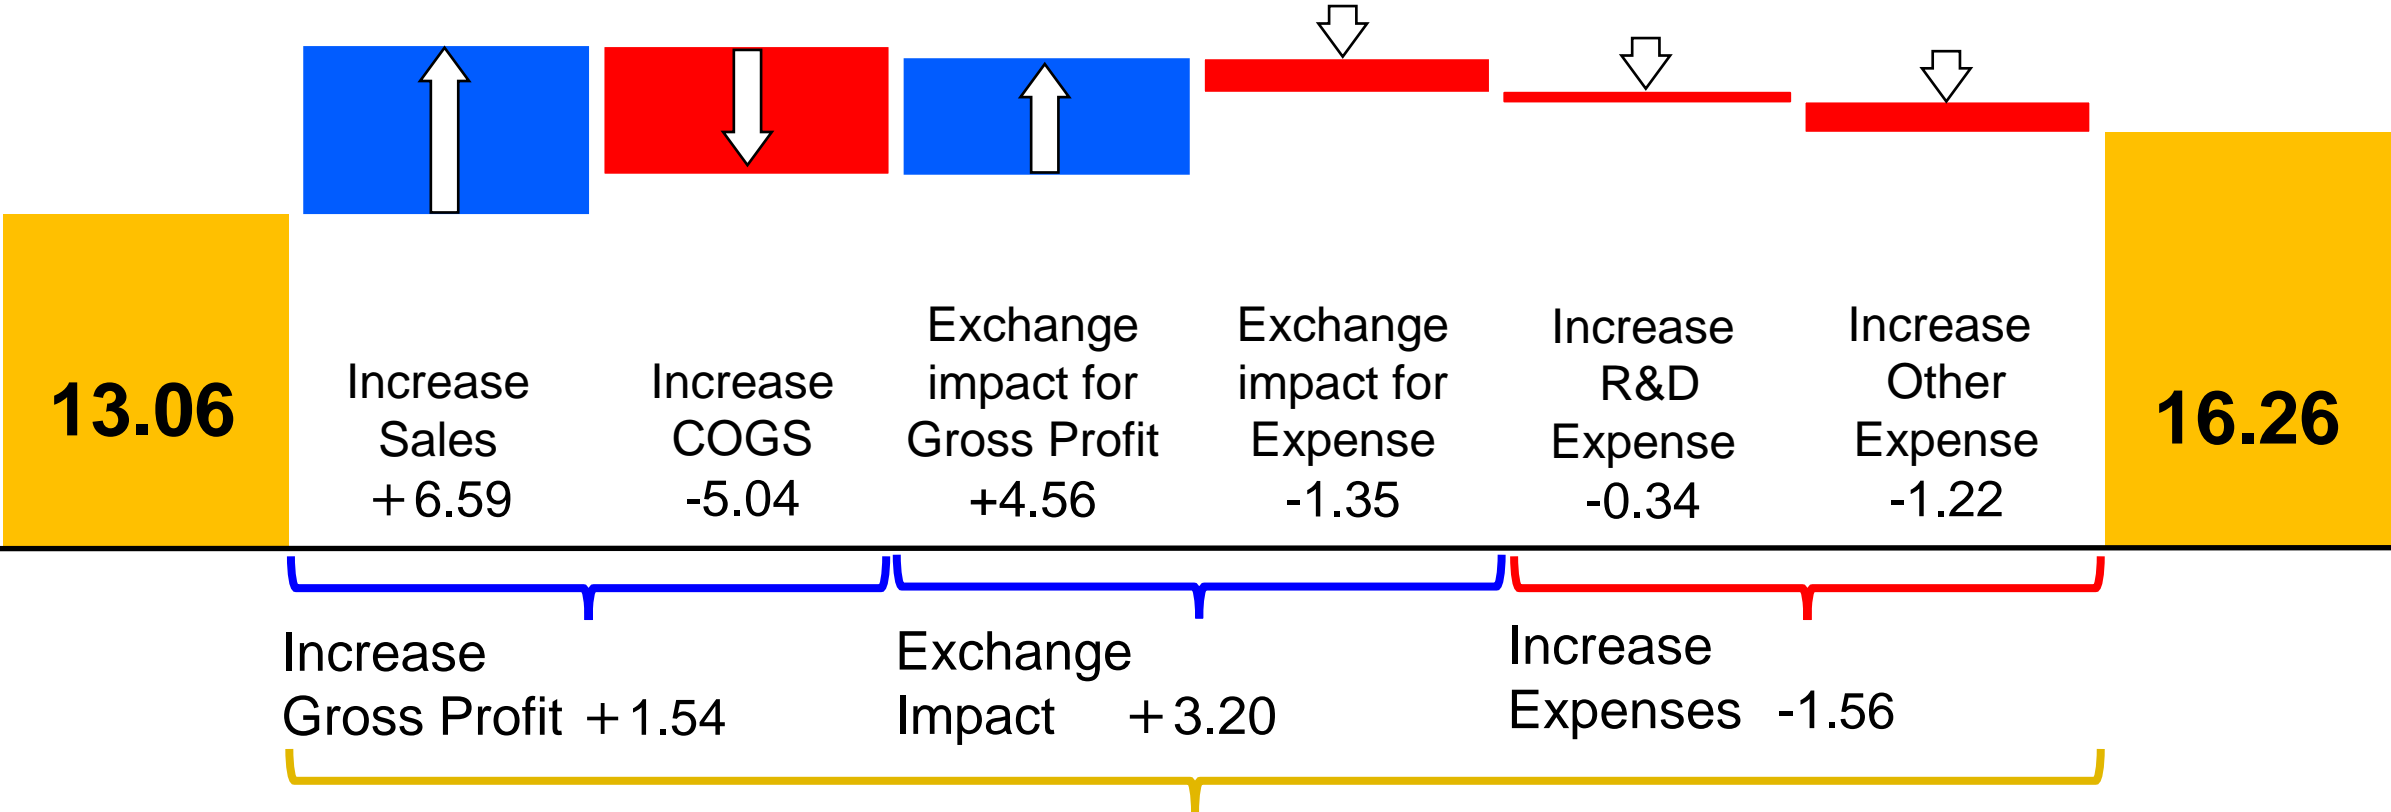 13.06
Increase
Sales
＋6.59
Increase
COGS
-5.04
Exchange
impact for
Gross Profit
+4.56
Exchange
impact for
Expense
-1.35
Increase
R&D
Expense
-0.34
Increase
Other
Expense
-1.22
16.26
Increase
Gross Profit ＋1.54
Exchange
Impact ＋3.20
Increase
Expenses -1.56